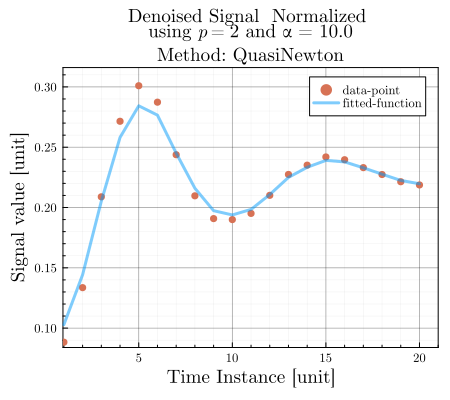 Denoised Signal Normalized
using p = 2 and α = 10.0
Method: QuasiNewton
data-point
fitted-function
Signal value [unit]
0.30
0.25
0.20
0.15
0.10
5
10
15
20
Time Instance [unit]